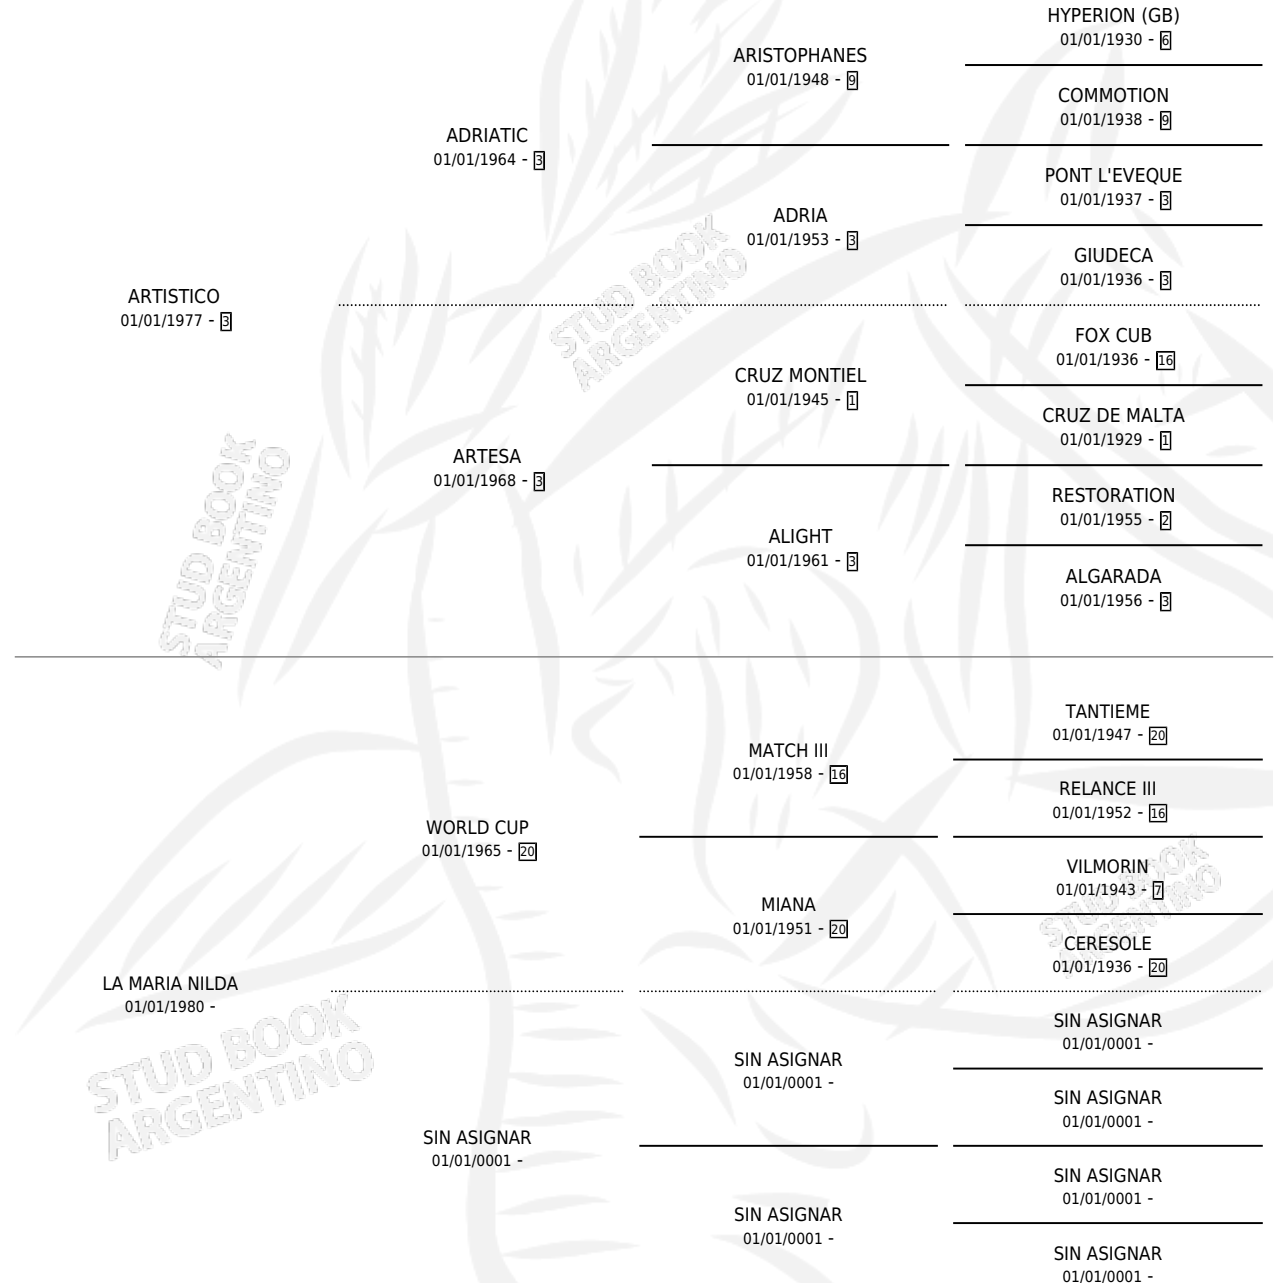 HYPERION (GB)
01/01/1930 - 6
ARISTOPHANES
01/01/1948 - 9
COMMOTION
01/01/1938 - 9
ADRIATIC
01/01/1964 - 3
PONT L'EVEQUE
01/01/1937 - 3
ADRIA
01/01/1953 - 3
GIUDECA
01/01/1936 - 3
ARTISTICO
01/01/1977 - 3
STUD BOOK
ARGENTINO
FOX CUB
01/01/1936 - 16
CRUZ MONTIEL
01/01/1945 - 1
CRUZ DE MALTA
01/01/1929 - 1
ARTESA
01/01/1968 - 3
RESTORATION
01/01/1955 - 2
ALIGHT
01/01/1961 - 3
ALGARADA
01/01/1956 - 3
STUD BOOK
ARGENTINO
TANTIEME
01/01/1947 - 20
MATCH III
01/01/1958 - 16
RELANCE III
01/01/1952 - 16
WORLD CUP
01/01/1965 - 20
VILMORIN
01/01/1943 - 7
MIANA
01/01/1951 - 20
CERESOLE
01/01/1936 - 20
STUD BOOK
ARGENTINO
LA MARIA NILDA
01/01/1980 -
SIN ASIGNAR
01/01/0001 -
SIN ASIGNAR
01/01/0001 -
SIN ASIGNAR
01/01/0001 -
STUD BOOK
ARGENTINO
SIN ASIGNAR
01/01/0001 -
SIN ASIGNAR
01/01/0001 -
SIN ASIGNAR
01/01/0001 -
SIN ASIGNAR
01/01/0001 -